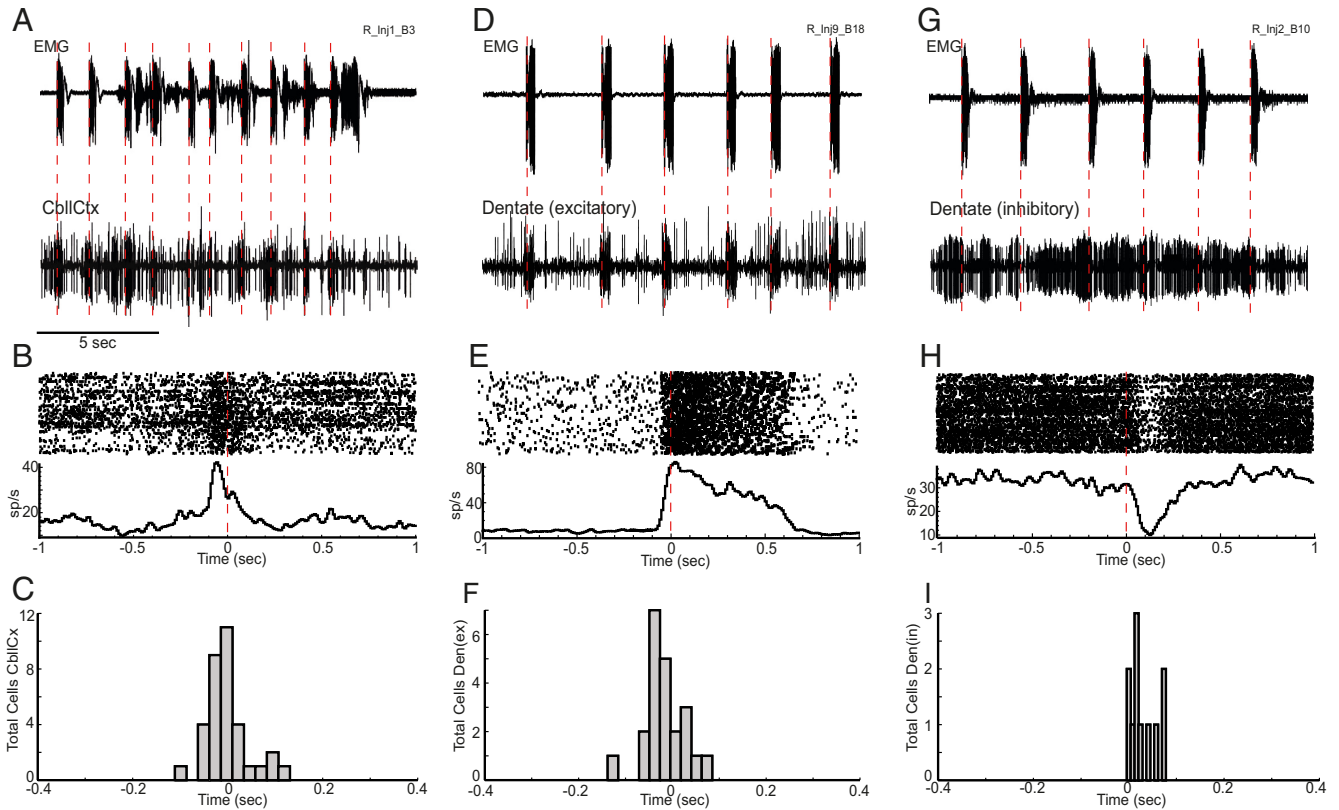 A
D
G
R_Inj1_B3
R_Inj9_B18
R_Inj2_B10
EMG
EMG
EMG
CbllCtx
Dentate (excitatory)
Dentate (inhibitory)
5 sec
B
E
H
40
20
sp/s
-1 -0.5 0 0.5 1
Time (sec)
80
40
0
sp/s
-1 -0.5 0 0.5 1
Time (sec)
30
20
10
sp/s
-1 -0.5 0 0.5 1
Time (sec)
C
F
I
12
9
4
0
Total Cells CbllCx
-0.4 -0.2 0 0.2 0.4
Time (sec)
6
4
2
0
Total Cells Den(ex)
-0.4 -0.2 0 0.2 0.4
Time (sec)
3
2
1
0
Total Cells Den(in)
-0.4 -0.2 0 0.2 0.4
Time (sec)